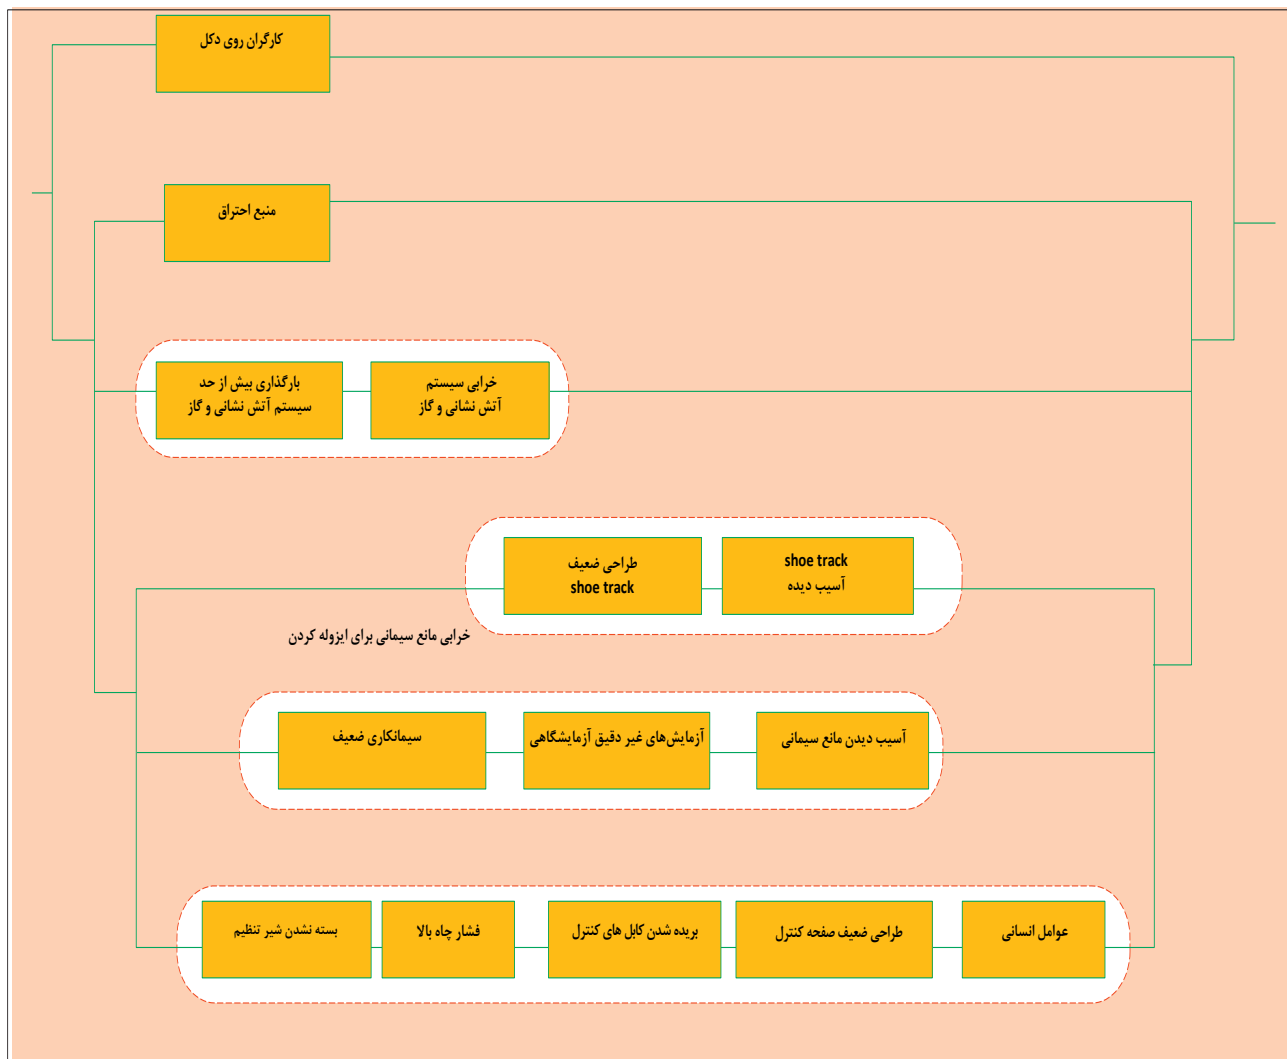 کارگران روی دکل
منبع احتراق
خرابی سیستم
آتش نشانی و گاز
بارگذاری بیش از حد
سیستم آتش نشانی و گاز
shoe track
آسیب دیده
طراحی ضعیف
shoe track
خرابی مانع سیمانی برای ایزوله کردن
آسیب دیدن مانع سیمانی
آزمایش‌های غیر دقیق آزمایشگاهی
سیمانکاری ضعیف
عوامل انسانی
طراحی ضعیف صفحه کنترل
بریده شدن کابل های کنترل
فشار چاه بالا
بسته نشدن شیر تنظیم